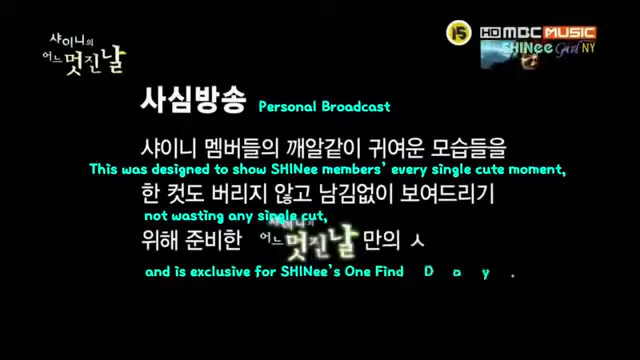 샤이니의
어느 멋진날
15
HD MBC MUSIC
SHINee Girl NY
사심방송 Personal Broadcast
샤이니 멤버들의 깨알같이 귀여운 모습들을
This was designed to show SHINee members' every single cute moment,
한 컷도 버리지 않고 남김없이 보여드리기
not wasting any single cut,
샤이니의
위해 준비한 어느 멋진날 만의 ㅅ
and is exclusive for SHINee's One Find D a y .